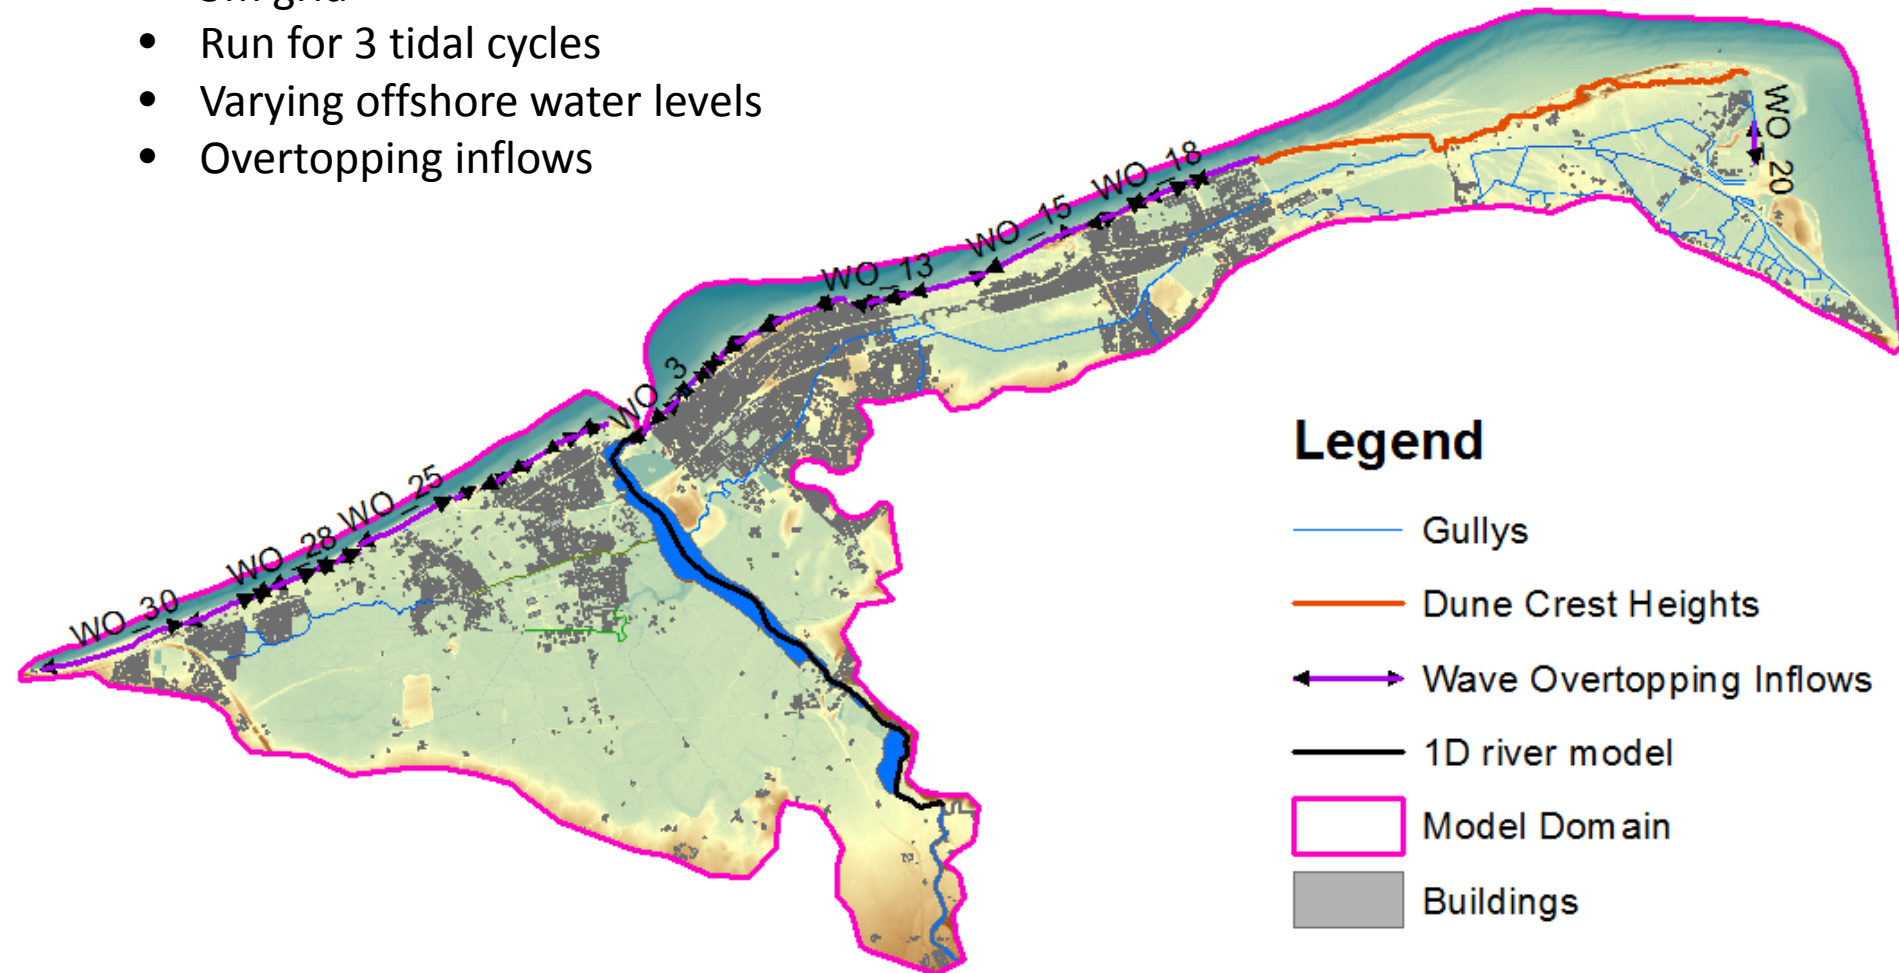 • Run for 3 tidal cycles
• Varying offshore water levels
• Overtopping inflows
WO_18
WO_20
WO_15
WO_13
WO_3
WO_25
WO_28
WO_30
Legend
Gullys
Dune Crest Heights
Wave Overtopping Inflows
1D river model
Model Domain
Buildings